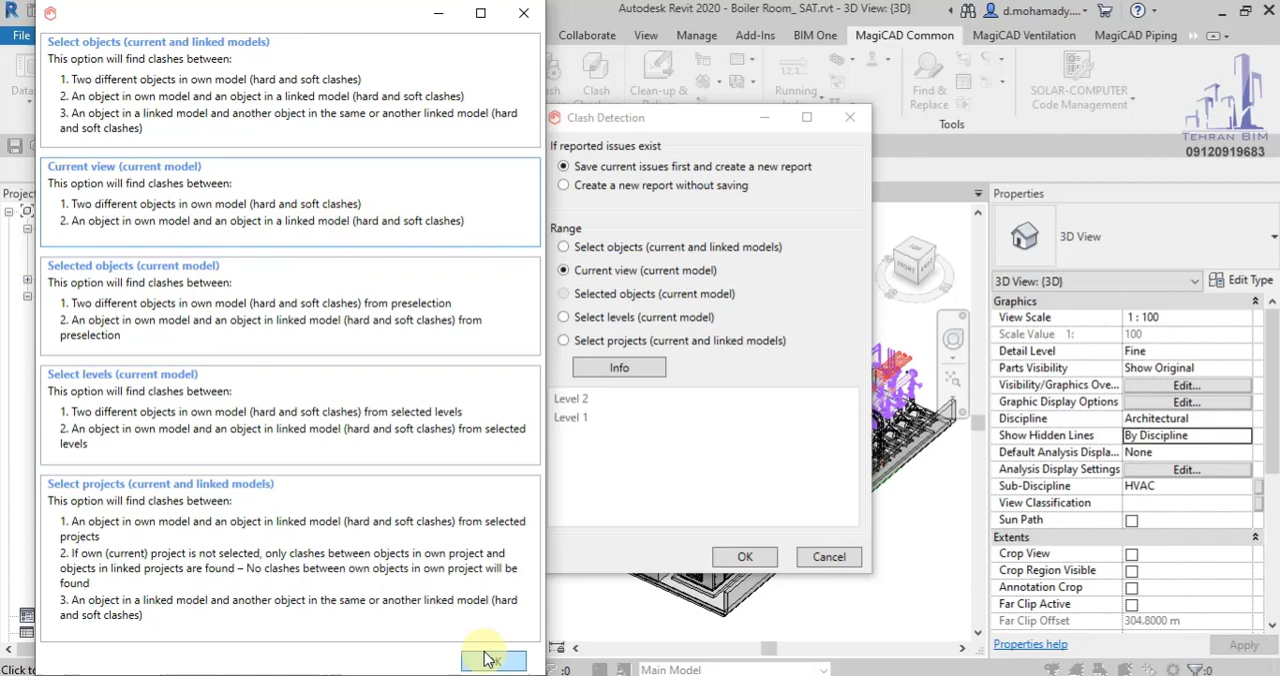 Autodesk Revit 2020 - Boiler Room_ SAT.rvt - 3D View: {3D}
d.mohamady....
File
Collaborate
View
Manage
Add-Ins
BIM One
MagiCAD Common
MagiCAD Ventilation
MagiCAD Piping
Clash
Clean-up &
Running
Find &
Replace
SOLAR-COMPUTER
Code Management
Tools
TEHRAN BIM
09120919683
Select objects (current and linked models)
This option will find clashes between:
1. Two different objects in own model (hard and soft clashes)
2. An object in own model and an object in a linked model (hard and soft clashes)
3. An object in a linked model and another object in the same or another linked model (hard
and soft clashes)
Current view (current model)
This option will find clashes between:
1. Two different objects in own model (hard and soft clashes)
2. An object in own model and an object in a linked model (hard and soft clashes)
Selected objects (current model)
This option will find clashes between:
1. Two different objects in own model (hard and soft clashes) from preselection
2. An object in own model and an object in linked model (hard and soft clashes) from
preselection
Select levels (current model)
This option will find clashes between:
1. Two different objects in own model (hard and soft clashes) from selected levels
2. An object in own model and an object in linked model (hard and soft clashes) from selected
levels
Select projects (current and linked models)
This option will find clashes between:
1. An object in own model and an object in linked model (hard and soft clashes) from selected
projects
2. If own (current) project is not selected, only clashes between objects in own project and
objects in linked projects are found – No clashes between own objects in own project will be
found
3. An object in a linked model and another object in the same or another linked model (hard
and soft clashes)
Clash Detection
If reported issues exist
Save current issues first and create a new report
Create a new report without saving
Range
Select objects (current and linked models)
Current view (current model)
Selected objects (current model)
Select levels (current model)
Select projects (current and linked models)
Info
Level 2
Level 1
OK
Cancel
Properties
3D View
3D View: {3D}
Edit Type
Graphics
View Scale 1 : 100
Scale Value 1: 100
Detail Level Fine
Parts Visibility Show Original
Visibility/Graphics Ove... Edit...
Graphic Display Options Edit...
Discipline Architectural
Show Hidden Lines By Discipline
Default Analysis Displa... None
Analysis Display Settings Edit...
Sub-Discipline HVAC
View Classification
Sun Path
Extents
Crop View
Crop Region Visible
Annotation Crop
Far Clip Active
Far Clip Offset 304.8000 m
Properties help
Apply
:0
Main Model
:0